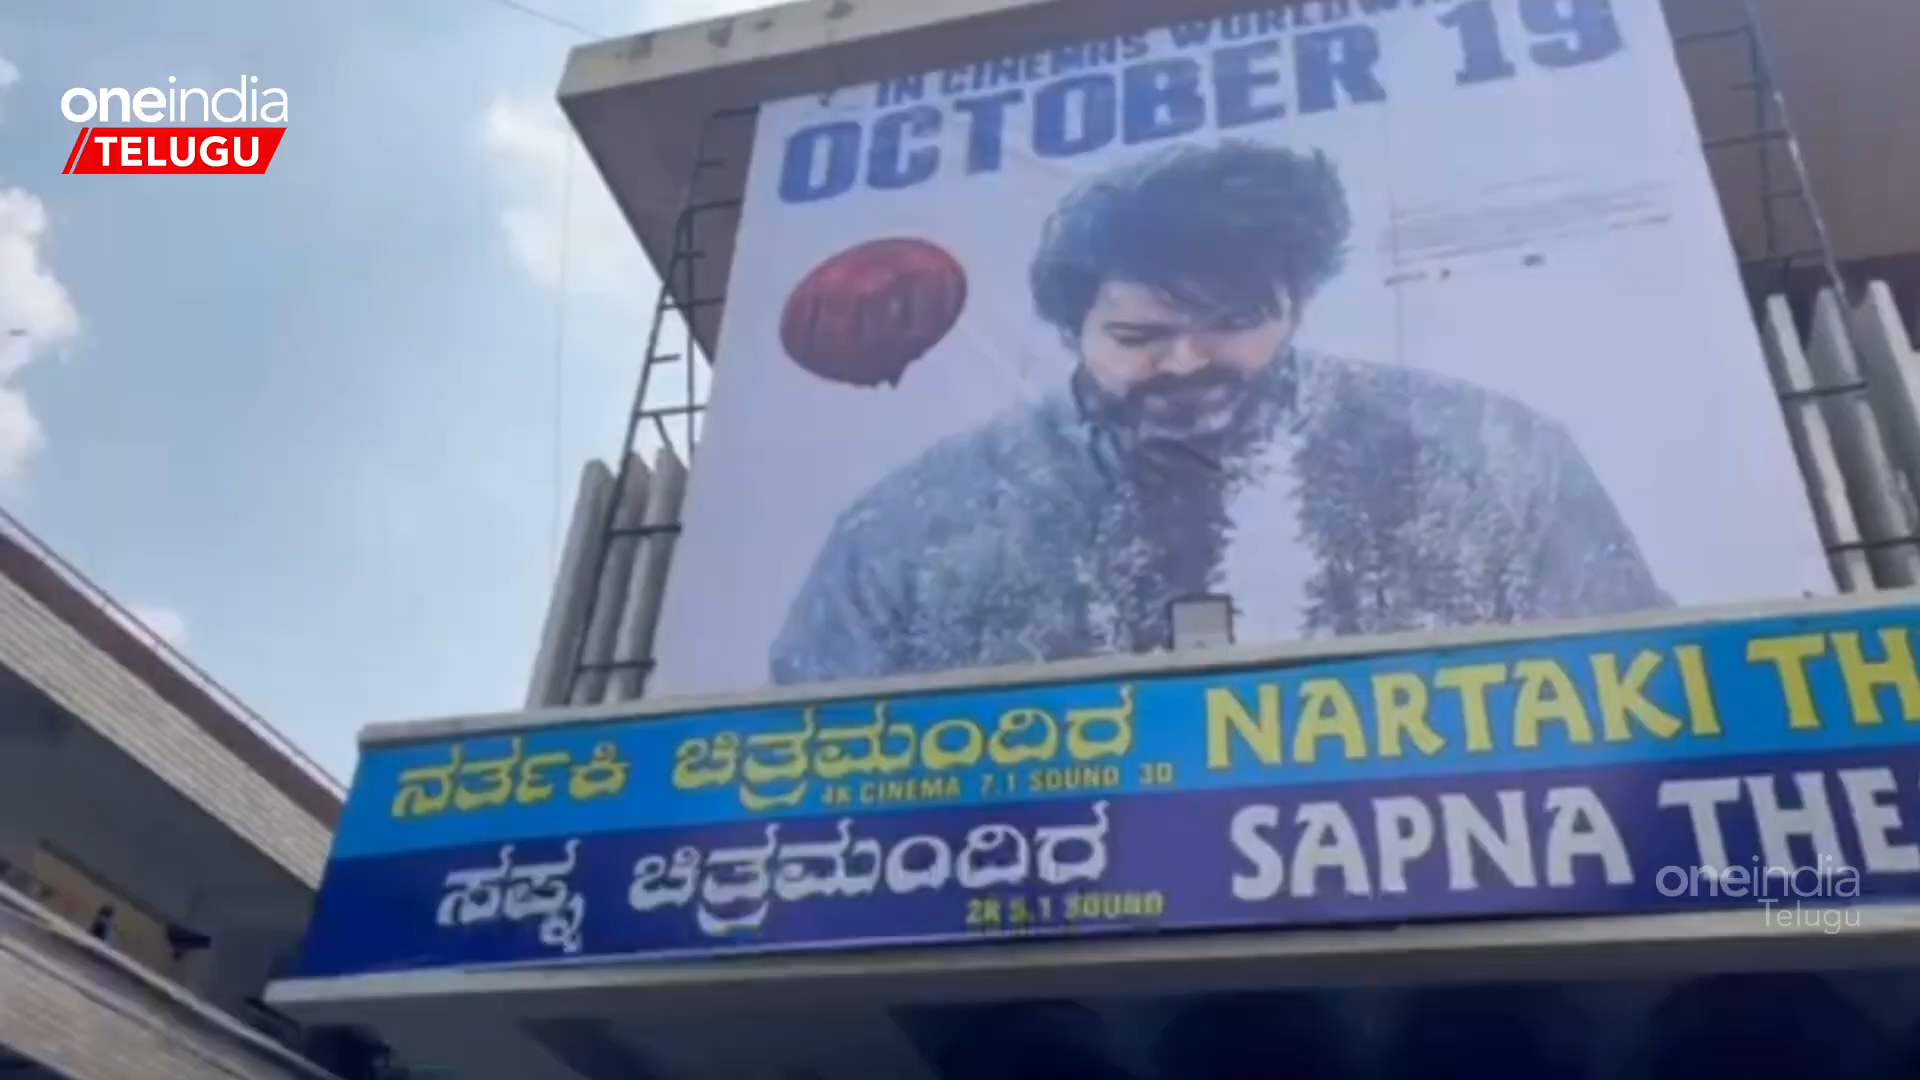 oneindia
TELUGU
IN CINEMAS WORLDWI
OCTOBER 19
ನರ್ತಕಿ ಚಿತ್ರಮಂದಿರ NARTAKI TH
4K CINEMA 7.1 SOUND 3D
ಸಪ್ನ ಚಿತ್ರಮಂದಿರ SAPNA THE
2K 5.1 SOUND
oneindia
Telugu